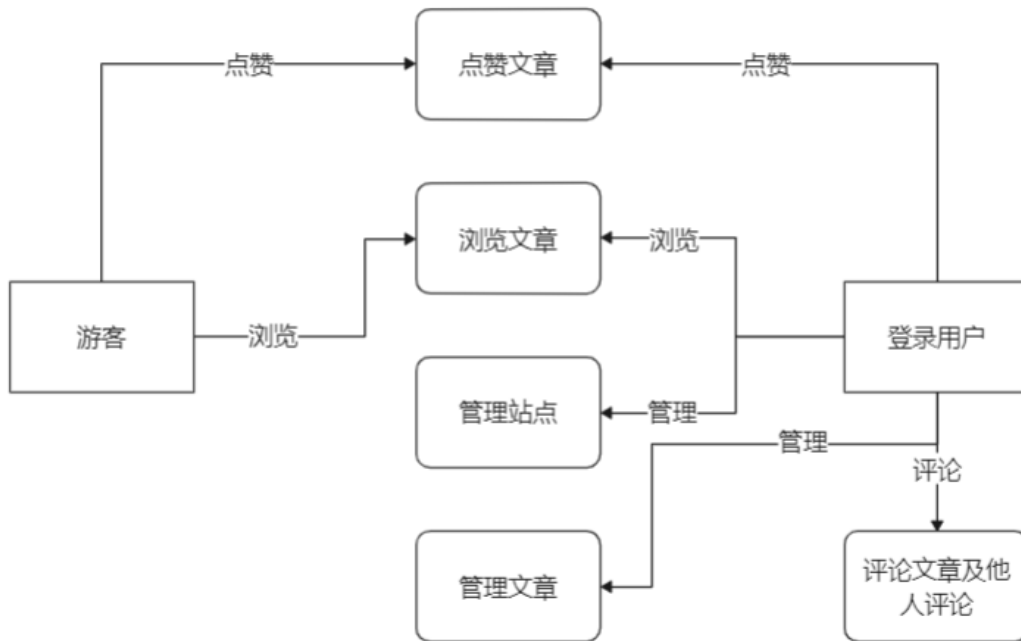 点赞
点赞文章
点赞
浏览文章
浏览
游客
浏览
登录用户
管理站点
管理
管理
评论
管理文章
评论文章及他
人评论